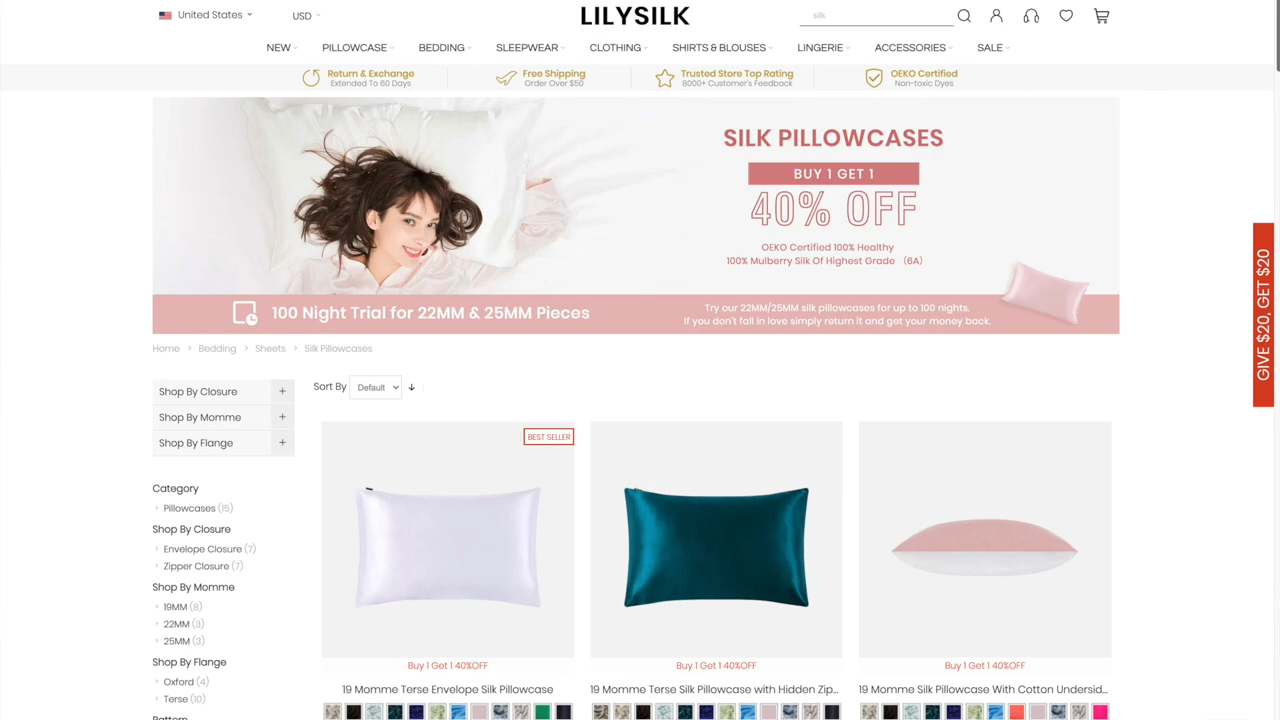 United States
USD
LILYSILK
silk
NEW
PILLOWCASE
BEDDING
SLEEPWEAR
CLOTHING
SHIRTS & BLOUSES
LINGERIE
ACCESSORIES
SALE
Return & Exchange
Extended To 60 Days
Free Shipping
Order Over $50
Trusted Store Top Rating
8000+ Customer's Feedback
OEKO Certified
Non-toxic Dyes
SILK PILLOWCASES
BUY 1 GET 1
40% OFF
OEKO Certified 100% Healthy
100% Mulberry Silk Of Highest Grade (6A)
100 Night Trial for 22MM & 25MM Pieces
Try our 22MM/25MM silk pillowcases for up to 100 nights.
If you don't fall in love simply return it and get your money back.
GIVE $20, GET $20
Home > Bedding > Sheets > Silk Pillowcases
Shop By Closure +
Shop By Momme +
Shop By Flange +
Sort By Default
Category
Pillowcases (15)
Shop By Closure
Envelope Closure (7)
Zipper Closure (7)
Shop By Momme
19MM (8)
22MM (3)
25MM (3)
Shop By Flange
Oxford (4)
Terse (10)
Pattern
BEST SELLER
Buy 1 Get 1 40%OFF
19 Momme Terse Envelope Silk Pillowcase
Buy 1 Get 1 40%OFF
19 Momme Terse Silk Pillowcase with Hidden Zip...
Buy 1 Get 1 40%OFF
19 Momme Silk Pillowcase With Cotton Undersid...